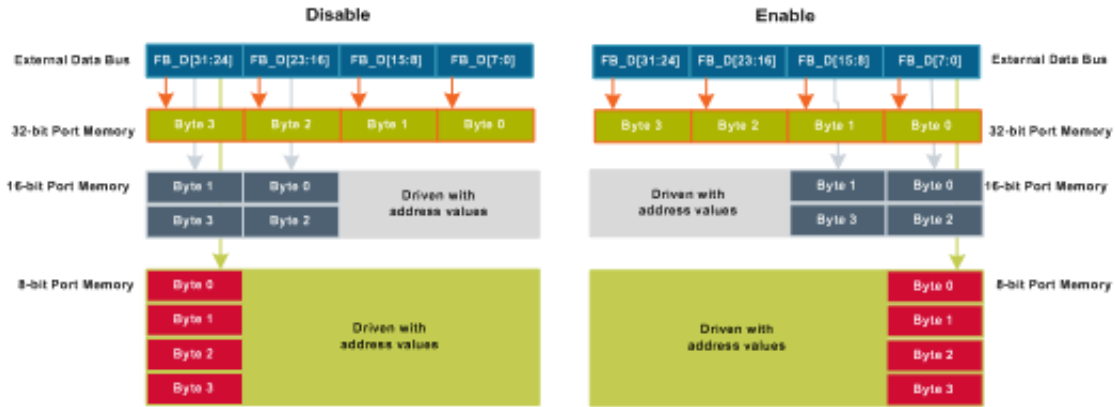 Disable
External Data Bus
FB_D[31:24] FB_D[23:16] FB_D[15:8] FB_D[7:0]
32-bit Port Memory
Byte 3 Byte 2 Byte 1 Byte 0
16-bit Port Memory
Byte 1 Byte 0
Byte 3 Byte 2
Driven with
address values
8-bit Port Memory
Byte 0
Byte 1
Byte 2
Byte 3
Driven with
address values
Enable
FB_D[31:24] FB_D[23:16] FB_D[15:8] FB_D[7:0]
External Data Bus
Byte 3 Byte 2 Byte 1 Byte 0
32-bit Port Memory
Driven with
address values
Byte 1 Byte 0
Byte 3 Byte 2
16-bit Port Memory
Driven with
address values
Byte 0
Byte 1
Byte 2
Byte 3
8-bit Port Memory